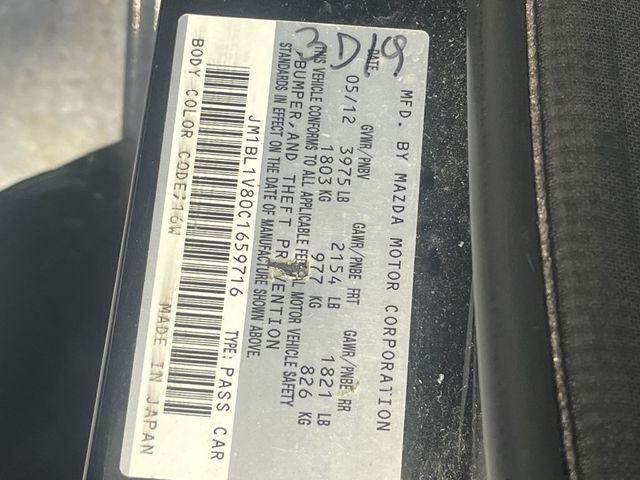 3D19
MFD. BY MAZDA MOTOR CORPORATION
DATE GVWR/PNBV GAWR/PNBE FRT GAWR/PNBE RR
05/12 3975 LB 2154 LB 1821 LB
1803 KG 977 KG 826 KG
THIS VEHICLE CONFORMS TO ALL APPLICABLE FEDERAL MOTOR VEHICLE SAFETY
BUMPER, AND THEFT PREVENTION
STANDARDS IN EFFECT ON THE DATE OF MANUFACTURE SHOWN ABOVE.
JM1BL1V80C1659716 TYPE: PASS CAR
BODY COLOR CODE: 16W MADE IN JAPAN